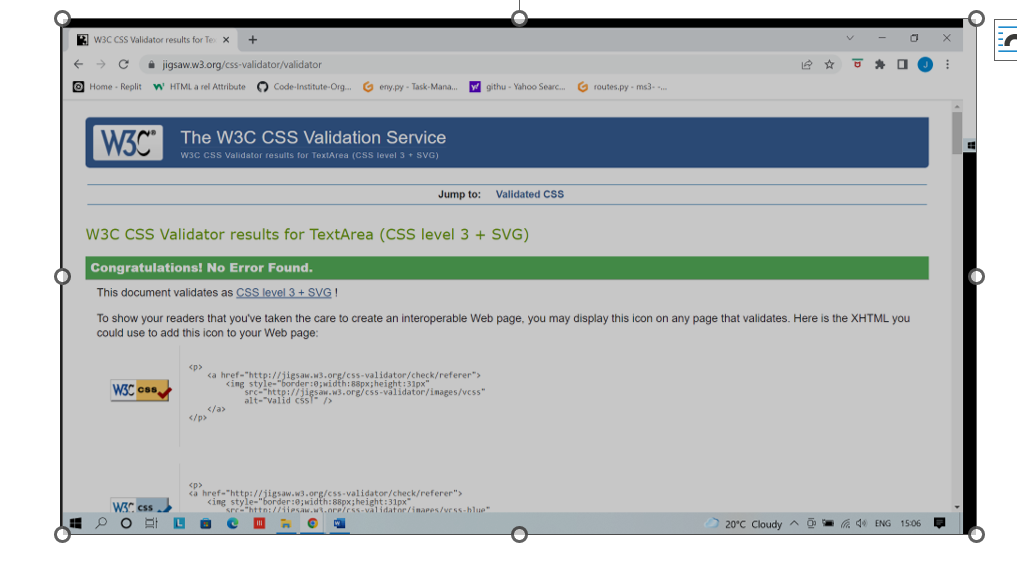 W3C CSS Validator results for Te
jigsaw.w3.org/css-validator/validator
J
Home - Replit
HTML a rel Attribute
Code-Institute-Org...
eny.py - Task-Mana...
githu - Yahoo Searc...
routes.py - ms3- -...
W3C®
The W3C CSS Validation Service
W3C CSS Validator results for TextArea (CSS level 3 + SVG)
Jump to: Validated CSS
W3C CSS Validator results for TextArea (CSS level 3 + SVG)
Congratulations! No Error Found.
This document validates as CSS level 3 + SVG !
To show your readers that you've taken the care to create an interoperable Web page, you may display this icon on any page that validates. Here is the XHTML you
could use to add this icon to your Web page:
W3C css
<p>
<a href="http://jigsaw.w3.org/css-validator/check/referer">
<img style="border:0;width:88px;height:31px"
src="http://jigsaw.w3.org/css-validator/images/vcss"
alt="Valid CSS!" />
</a>
</p>
W3C css
<p>
<a href="http://jigsaw.w3.org/css-validator/check/referer">
<img style="border:0;width:88px;height:31px"
src="http://jigsaw.w3.org/css-validator/images/vcss-blue"
20°C Cloudy
ENG
15:06